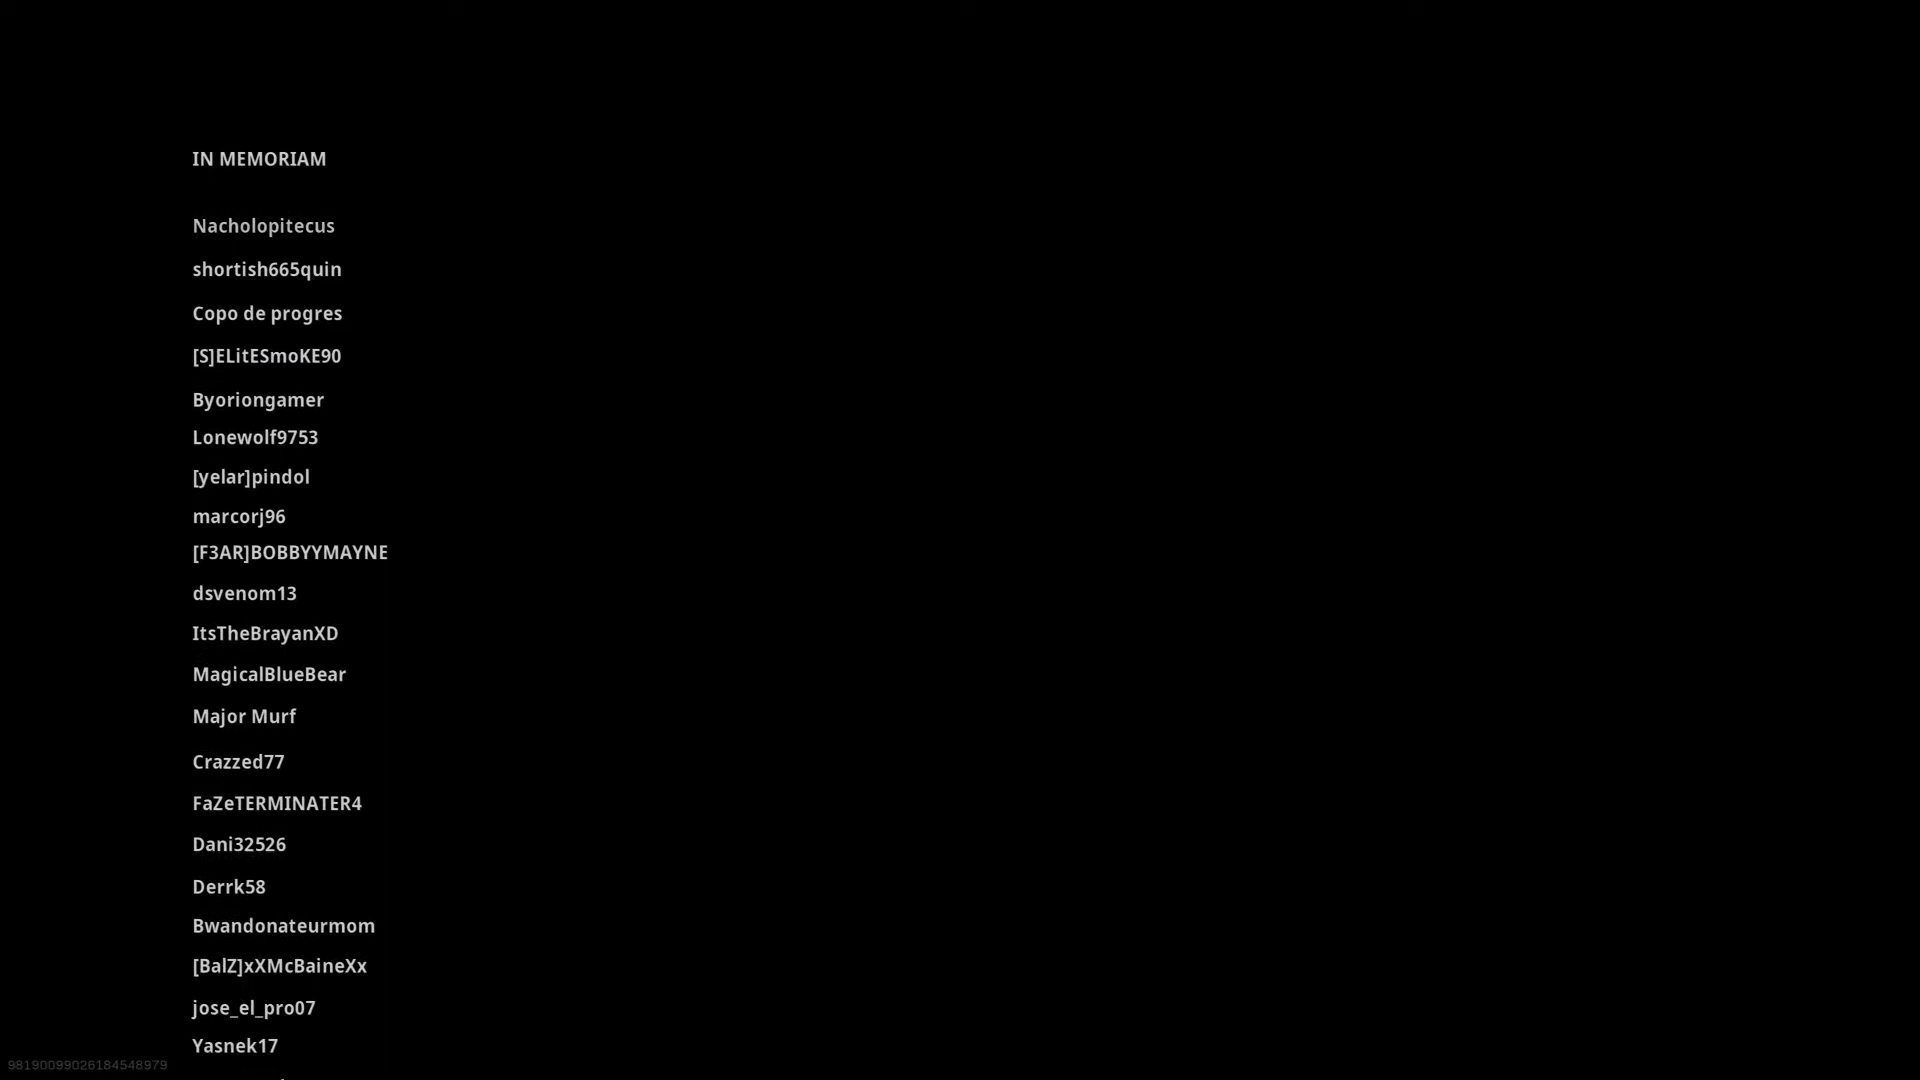 IN MEMORIAM
Nacholopitecus
shortish665quin
Copo de progres
[S]ELitESmoKE90
Byoriongamer
Lonewolf9753
[yelar]pindol
marcorj96
[F3AR]BOBBYYMAYNE
dsvenom13
ItsTheBrayanXD
MagicalBlueBear
Major Murf
Crazzed77
FaZeTERMINATER4
Dani32526
Derrk58
Bwandonateurmom
[BalZ]xXMcBaineXx
jose_el_pro07
Yasnek17
98190099026184548979